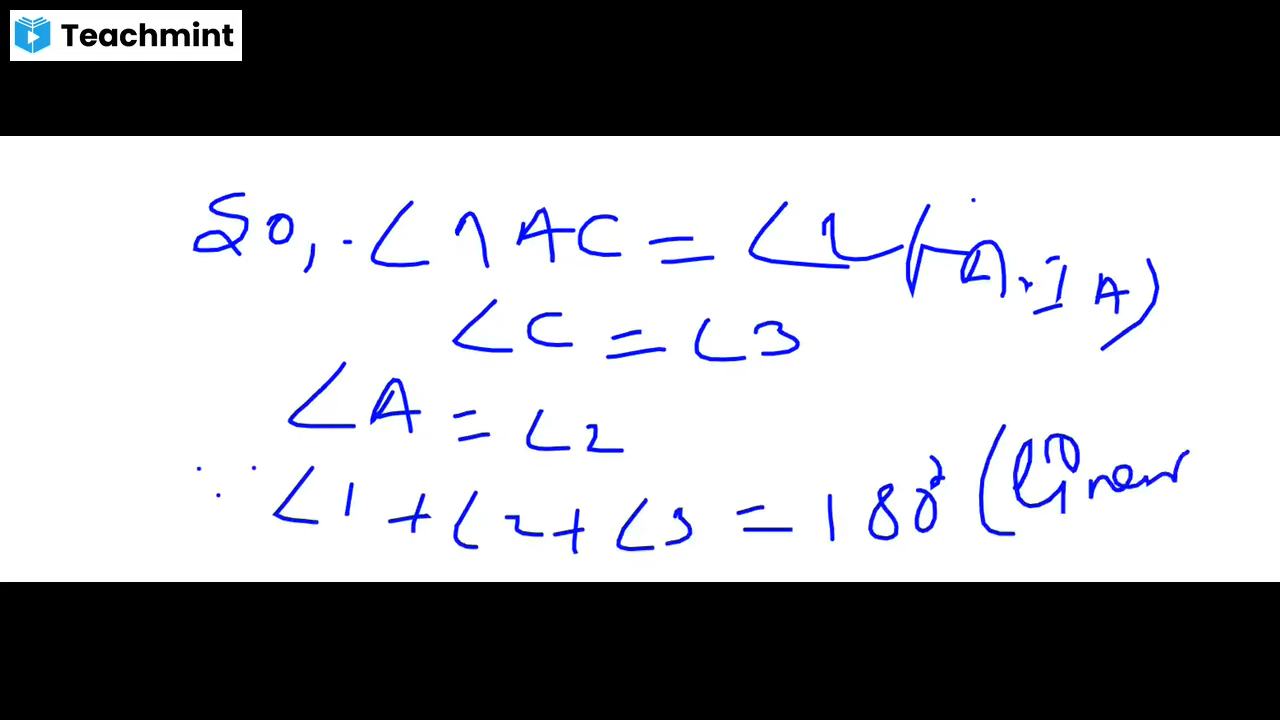 Teachmint
So, ∠1AC = ∠1 (A.I A)
∠C = ∠3
∠A = ∠2
∵ ∠1 + ∠2 + ∠3 = 180° (linear